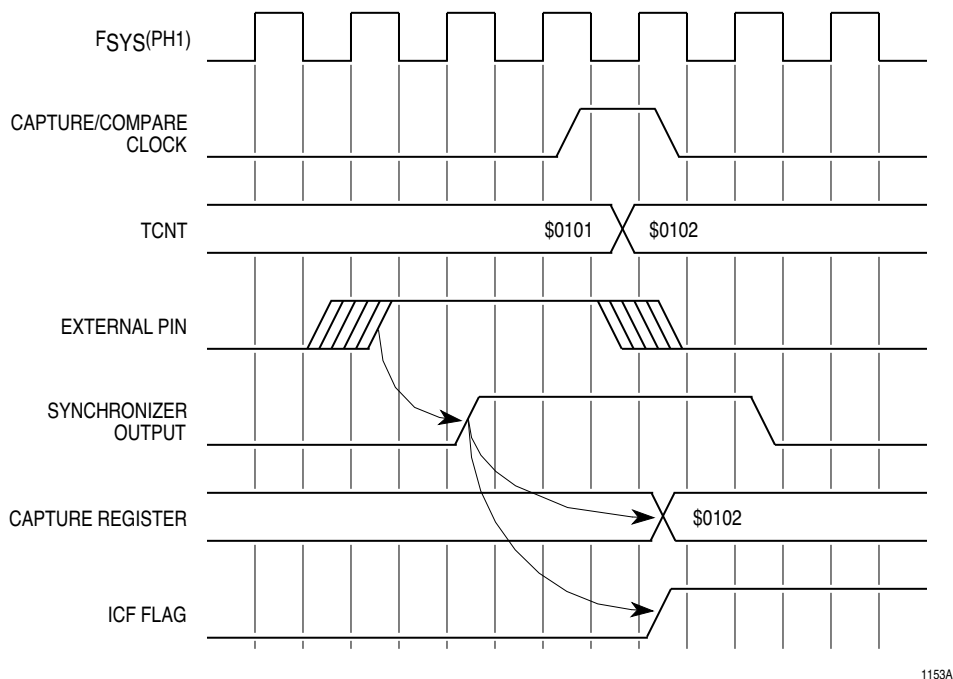 FSYS(PH1)
CAPTURE/COMPARE
CLOCK
TCNT
$0101
$0102
EXTERNAL PIN
SYNCHRONIZER
OUTPUT
CAPTURE REGISTER
$0102
ICF FLAG
1153A